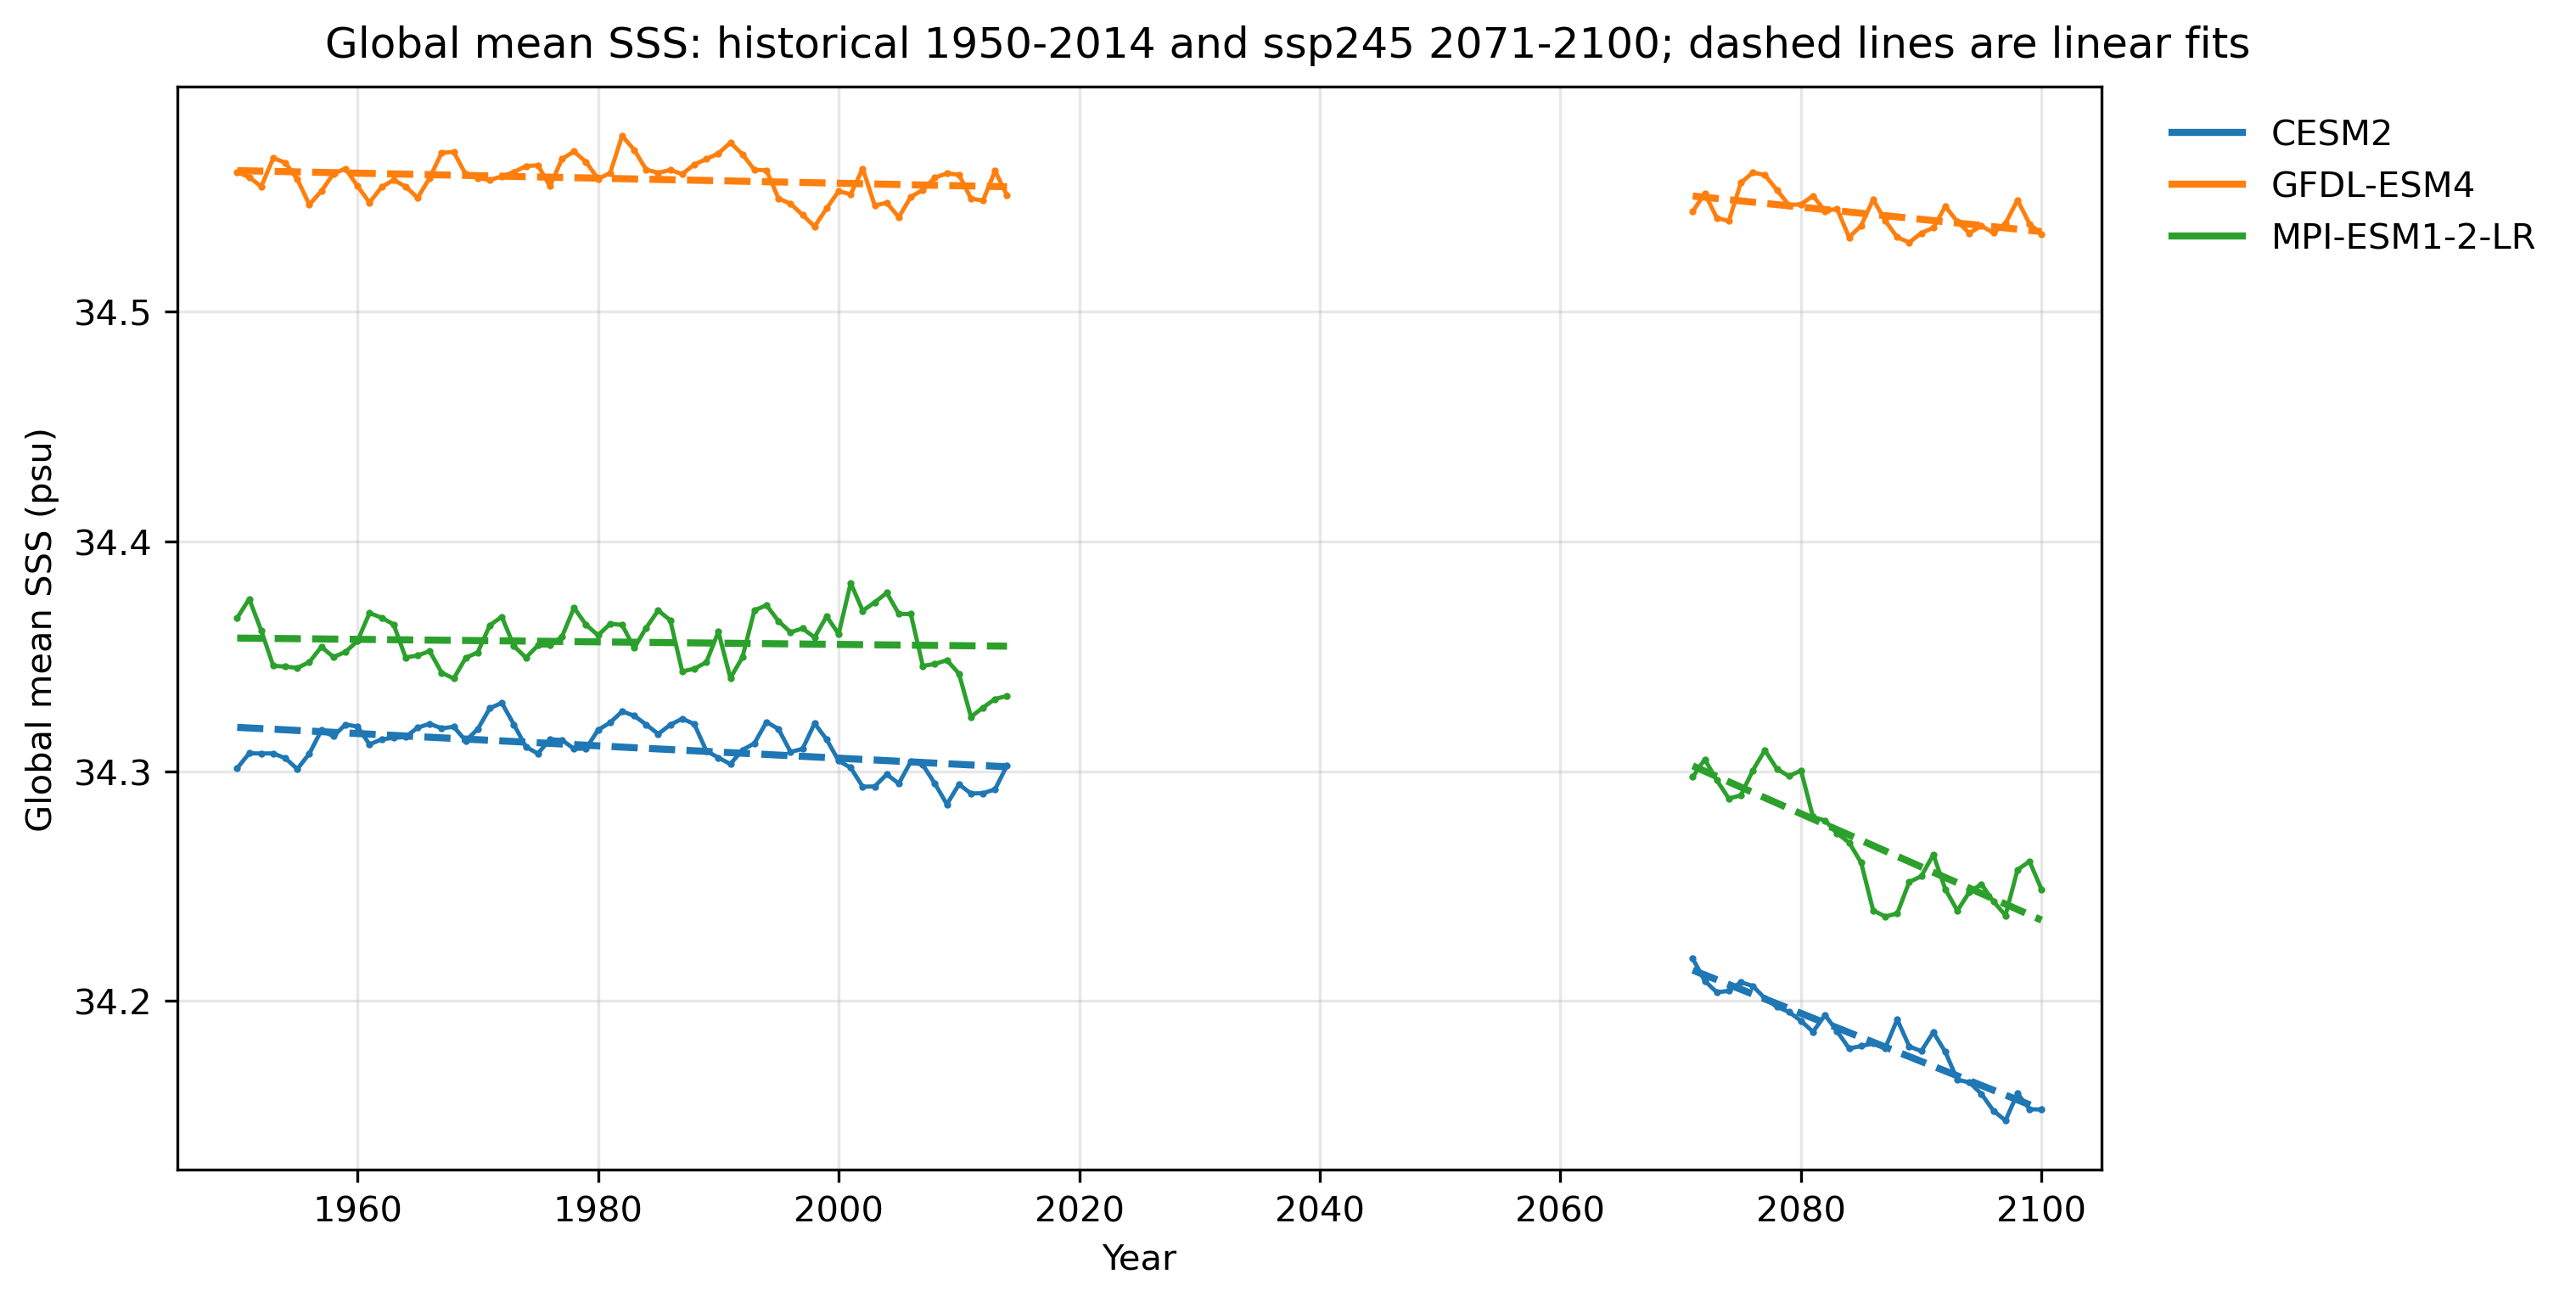 Global mean SSS: historical 1950-2014 and ssp245 2071-2100; dashed lines are linear fits
CESM2
GFDL-ESM4
MPI-ESM1-2-LR
Global mean SSS (psu)
34.5
34.4
34.3
34.2
1960 1980 2000 2020 2040 2060 2080 2100
Year